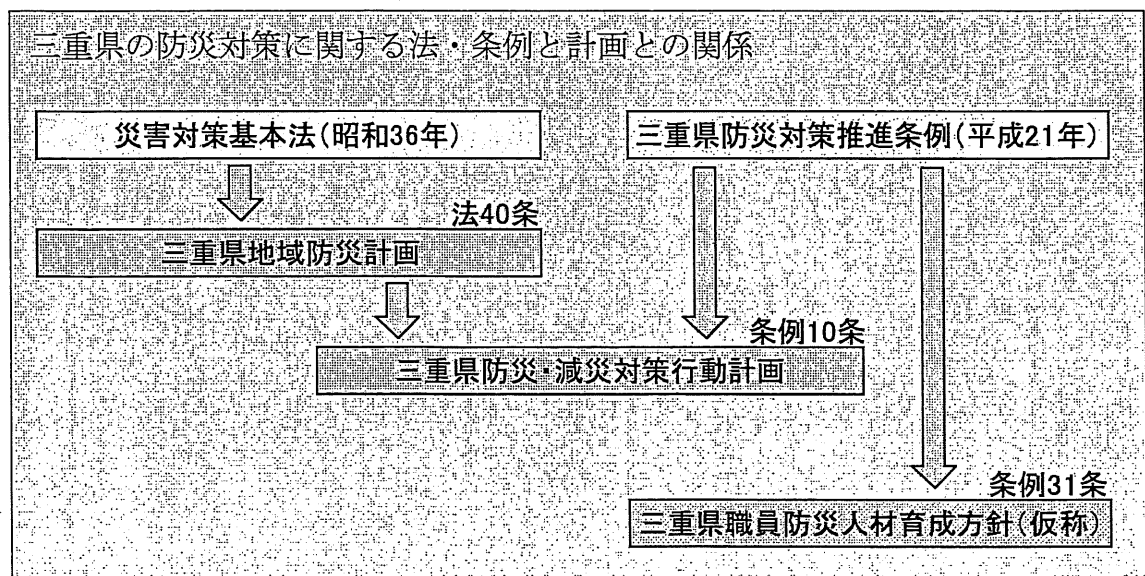 三重県の防災対策に関する法・条例と計画との関係
災害対策基本法(昭和36年)
三重県防災対策推進条例(平成21年)
法40条
三重県地域防災計画
条例10条
三重県防災・減災対策行動計画
条例31条
三重県職員防災人材育成方針(仮称)